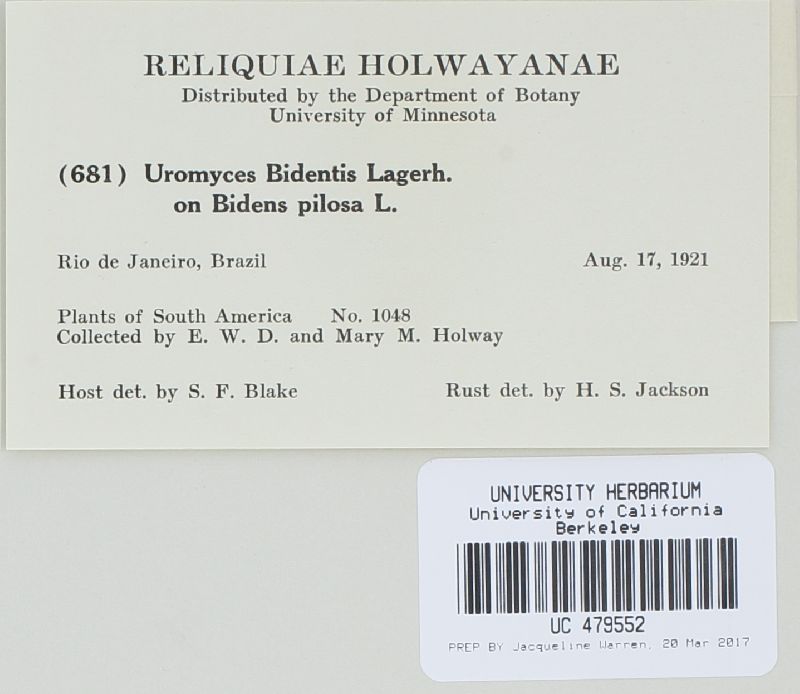 RELIQUIAE HOLWAYANAE
Distributed by the Department of Botany
University of Minnesota
(681) Uromyces Bidentis Lagerh.
on Bidens pilosa L.
Rio de Janeiro, Brazil Aug. 17, 1921
Plants of South America No. 1048
Collected by E. W. D. and Mary M. Holway
Host det. by S. F. Blake Rust det. by H. S. Jackson
UNIVERSITY HERBARIUM
University of California
Berkeley
UC 479552
PREP BY Jacqueline Warren, 20 Mar 2017